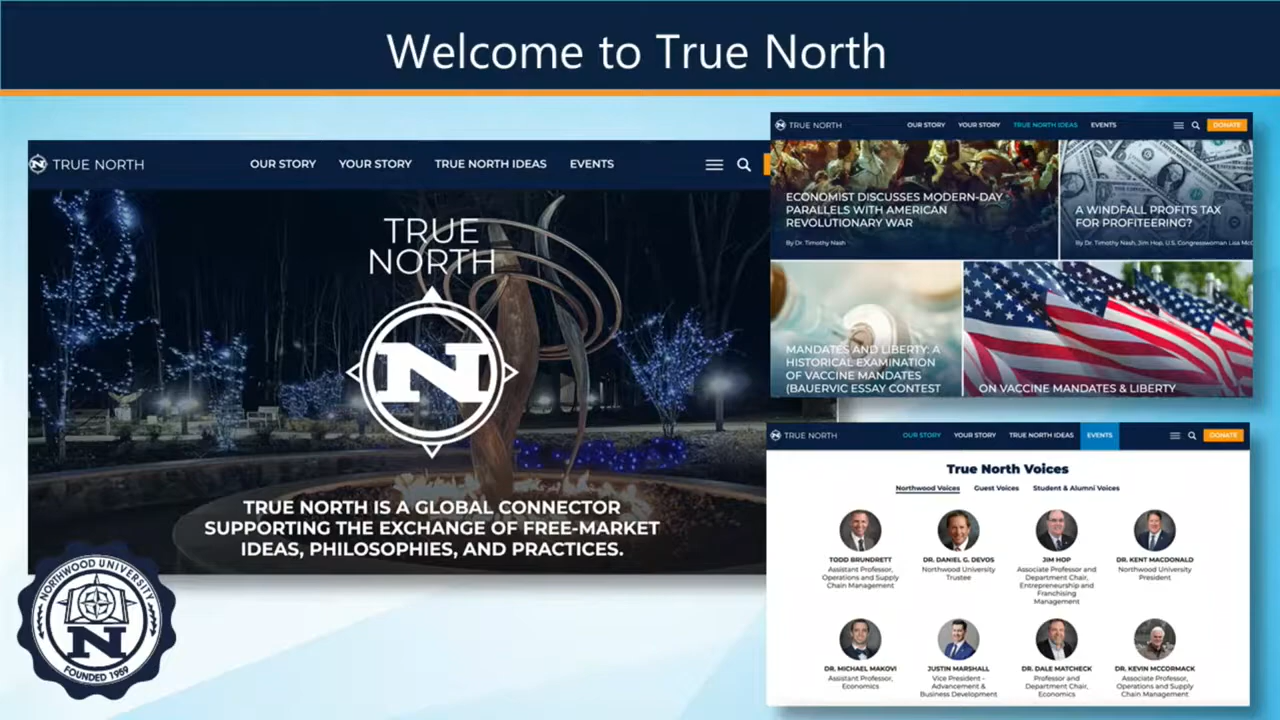 Welcome to True North
TRUE NORTH
OUR STORY
YOUR STORY
TRUE NORTH IDEAS
EVENTS
TRUE
NORTH
N
TRUE NORTH IS A GLOBAL CONNECTOR
SUPPORTING THE EXCHANGE OF FREE-MARKET
IDEAS, PHILOSOPHIES, AND PRACTICES.
NORTHWOOD UNIVERSITY
N
FOUNDED 1959
TRUE NORTH
OUR STORY
YOUR STORY
TRUE NORTH IDEAS
EVENTS
DONATE
ECONOMIST DISCUSSES MODERN-DAY
PARALLELS WITH AMERICAN
REVOLUTIONARY WAR
By Dr. Timothy Nash
A WINDFALL PROFITS TAX
FOR PROFITEERING?
By Dr. Timothy Nash, Jim Hop, U.S. Congresswoman Lisa McC
MANDATES AND LIBERTY: A
HISTORICAL EXAMINATION
OF VACCINE MANDATES
(BAUERVIC ESSAY CONTEST
ON VACCINE MANDATES & LIBERTY
TRUE NORTH
OUR STORY
YOUR STORY
TRUE NORTH IDEAS
EVENTS
DONATE
True North Voices
Northwood Voices
Guest Voices
Student & Alumni Voices
TODD BRUNDRETT
Assistant Professor,
Operations and Supply
Chain Management
DR. DANIEL G. DEVOS
Northwood University
Trustee
JIM HOP
Associate Professor and
Department Chair,
Entrepreneurship and
Franchising
Management
DR. KENT MACDONALD
Northwood University
President
DR. MICHAEL MAKOVI
Assistant Professor,
Economics
JUSTIN MARSHALL
Vice President -
Advancement &
Business Development
DR. DALE MATCHECK
Professor and
Department Chair,
Economics
DR. KEVIN MCCORMACK
Associate Professor,
Operations and Supply
Chain Management